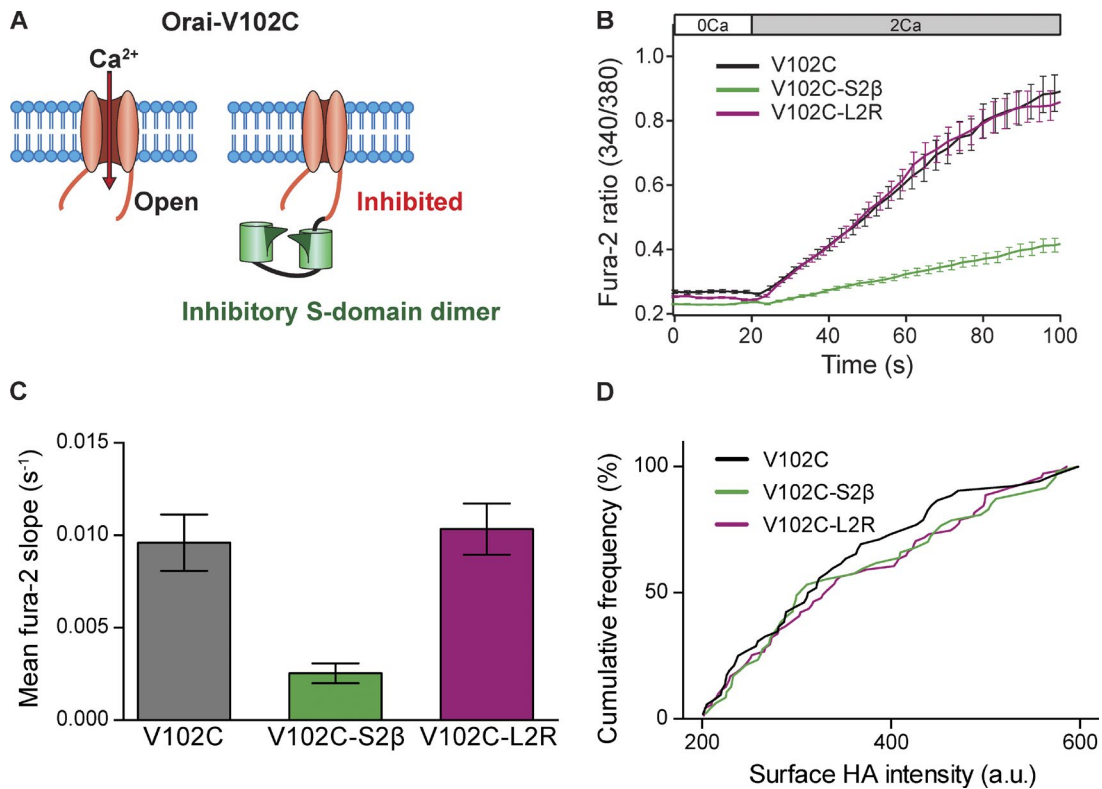 A
Orai-V102C
Ca²⁺
Open
Inhibited
Inhibitory S-domain dimer
B
0Ca
2Ca
V102C
V102C-S2β
V102C-L2R
Fura-2 ratio (340/380)
1.0
0.8
0.6
0.4
0.2
0 20 40 60 80 100
Time (s)
C
Mean fura-2 slope (s⁻¹)
0.015
0.010
0.005
0.000
V102C V102C-S2β V102C-L2R
D
V102C
V102C-S2β
V102C-L2R
Cumulative frequency (%)
100
50
0
200 400 600
Surface HA intensity (a.u.)